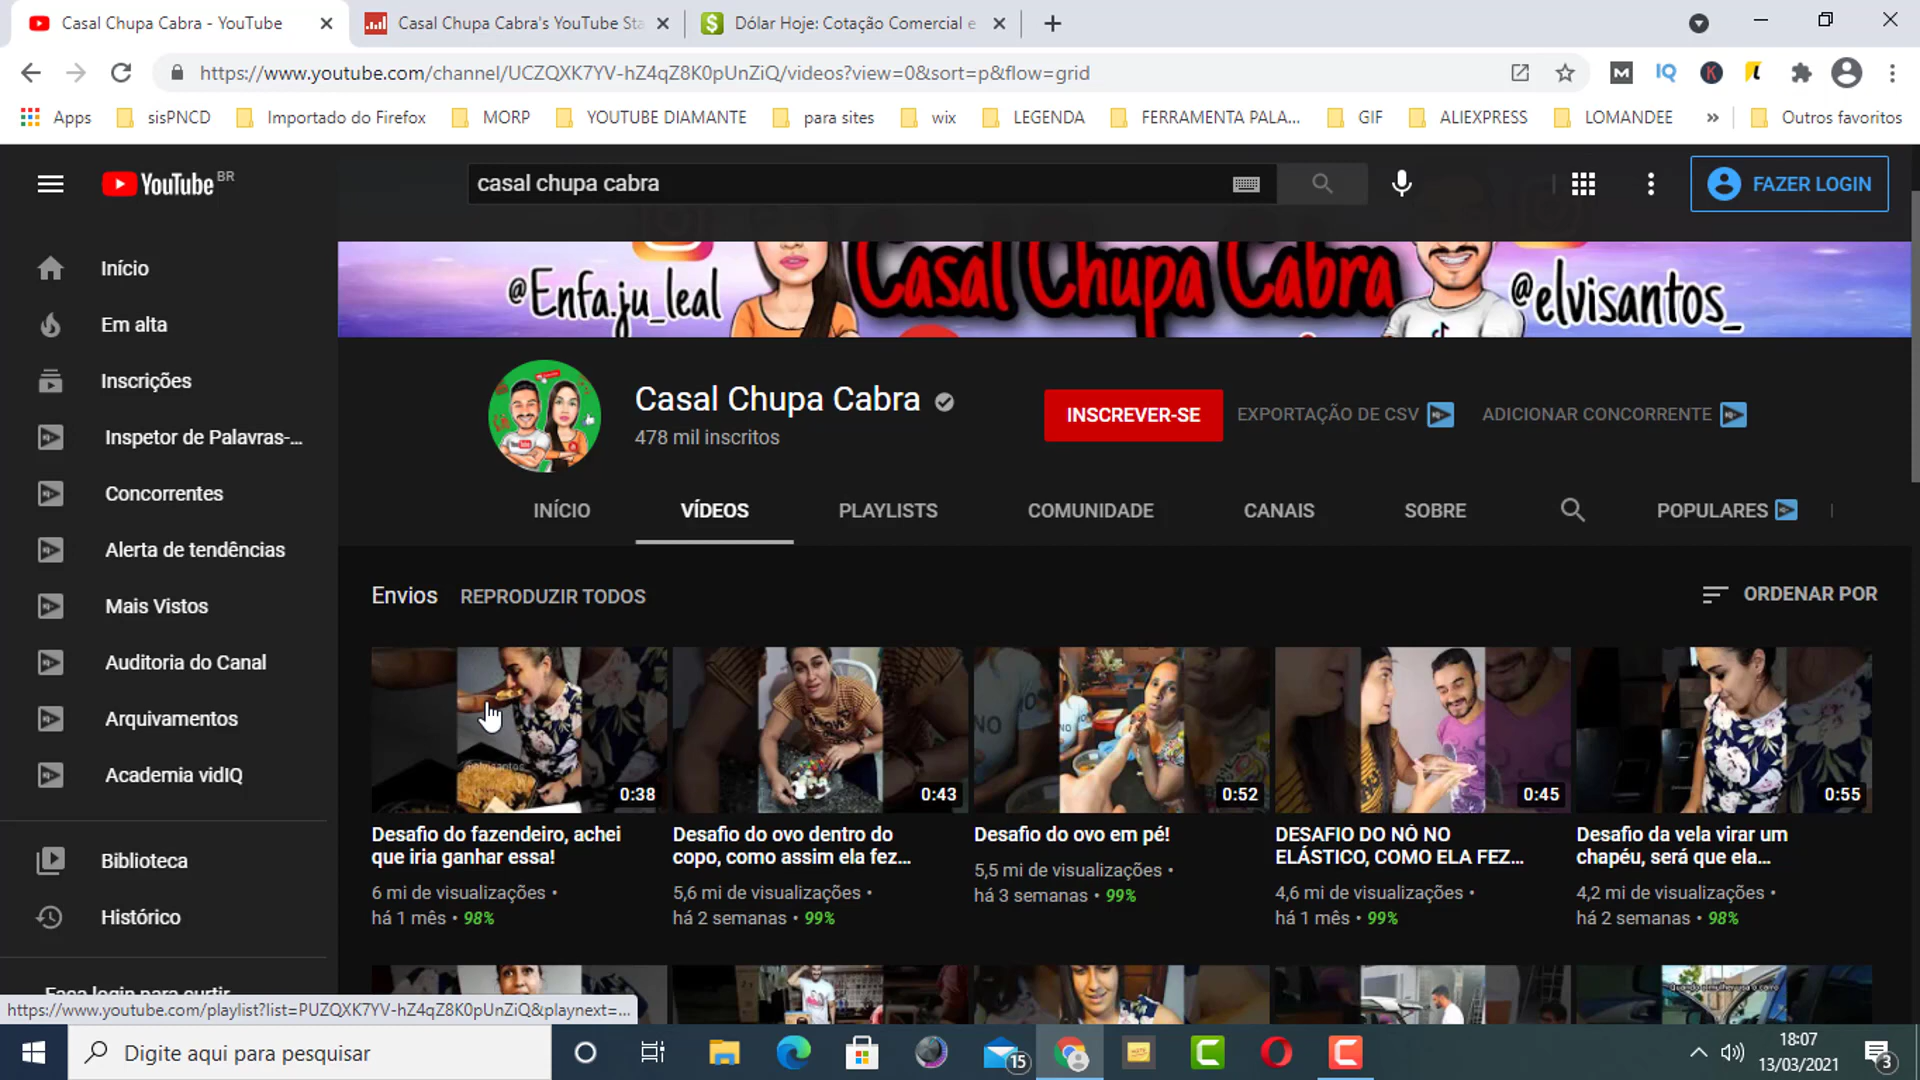 Casal Chupa Cabra - YouTube
Casal Chupa Cabra's YouTube Sta
Dólar Hoje: Cotação Comercial e
https://www.youtube.com/channel/UCZQXK7YV-hZ4qZ8K0pUnZiQ/videos?view=0&sort=p&flow=grid
Apps
sisPNCD
Importado do Firefox
MORP
YOUTUBE DIAMANTE
para sites
wix
LEGENDA
FERRAMENTA PALA...
GIF
ALIEXPRESS
LOMANDEE
»
Outros favoritos
YouTube BR
casal chupa cabra
FAZER LOGIN
Início
Em alta
Inscrições
Inspetor de Palavras-...
Concorrentes
Alerta de tendências
Mais Vistos
Auditoria do Canal
Arquivamentos
Academia vidIQ
Biblioteca
Histórico
Faça login para curtir
@Enfa.ju_leal
Casal Chupa Cabra
@elvisantos_
Casal Chupa Cabra
478 mil inscritos
INSCREVER-SE
EXPORTAÇÃO DE CSV
ADICIONAR CONCORRENTE
INÍCIO
VÍDEOS
PLAYLISTS
COMUNIDADE
CANAIS
SOBRE
POPULARES
Envios
REPRODUZIR TODOS
ORDENAR POR
@elvisantos
0:38
Desafio do fazendeiro, achei
que iria ganhar essa!
6 mi de visualizações •
há 1 mês • 98%
0:43
Desafio do ovo dentro do
copo, como assim ela fez...
5,6 mi de visualizações •
há 2 semanas • 99%
0:52
Desafio do ovo em pé!
5,5 mi de visualizações •
há 3 semanas • 99%
0:45
DESAFIO DO NÓ NO
ELÁSTICO, COMO ELA FEZ...
4,6 mi de visualizações •
há 1 mês • 99%
0:55
Desafio da vela virar um
chapéu, será que ela...
4,2 mi de visualizações •
há 2 semanas • 98%
https://www.youtube.com/playlist?list=PUZQXK7YV-hZ4qZ8K0pUnZiQ&playnext=...
Digite aqui para pesquisar
15
18:07
13/03/2021
3